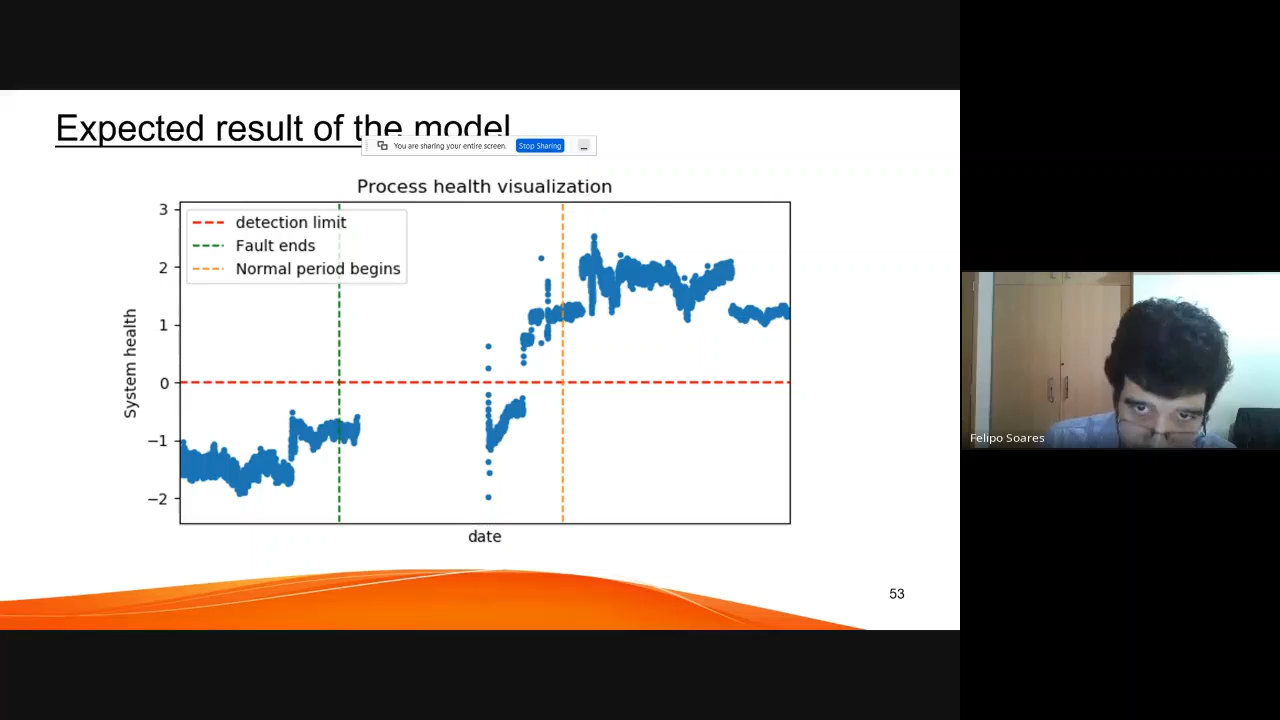 Expected result of the model
You are sharing your entire screen. Stop Sharing
Process health visualization
detection limit
Fault ends
Normal period begins
3
2
1
0
−1
−2
System health
date
53
Felipo Soares